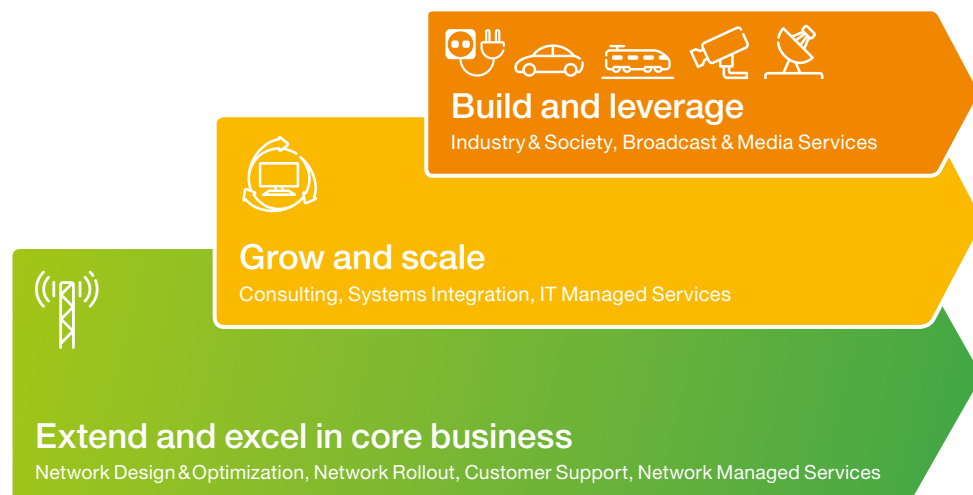 Build and leverage
Industry & Society, Broadcast & Media Services
Grow and scale
Consulting, Systems Integration, IT Managed Services
Extend and excel in core business
Network Design & Optimization, Network Rollout, Customer Support, Network Managed Services